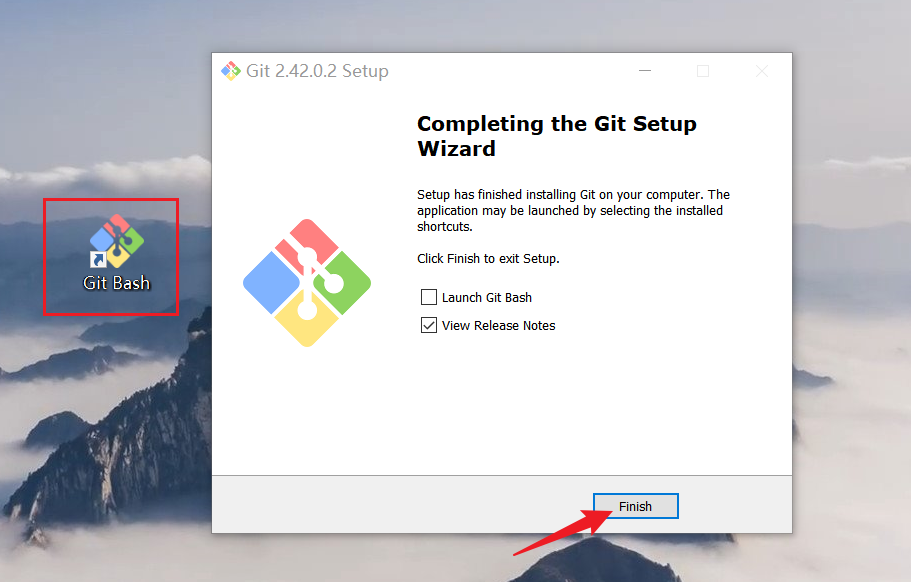 Git 2.42.0.2 Setup
Completing the Git Setup
Wizard
Setup has finished installing Git on your computer. The
application may be launched by selecting the installed
shortcuts.
Click Finish to exit Setup.
Launch Git Bash
View Release Notes
Finish
Git Bash